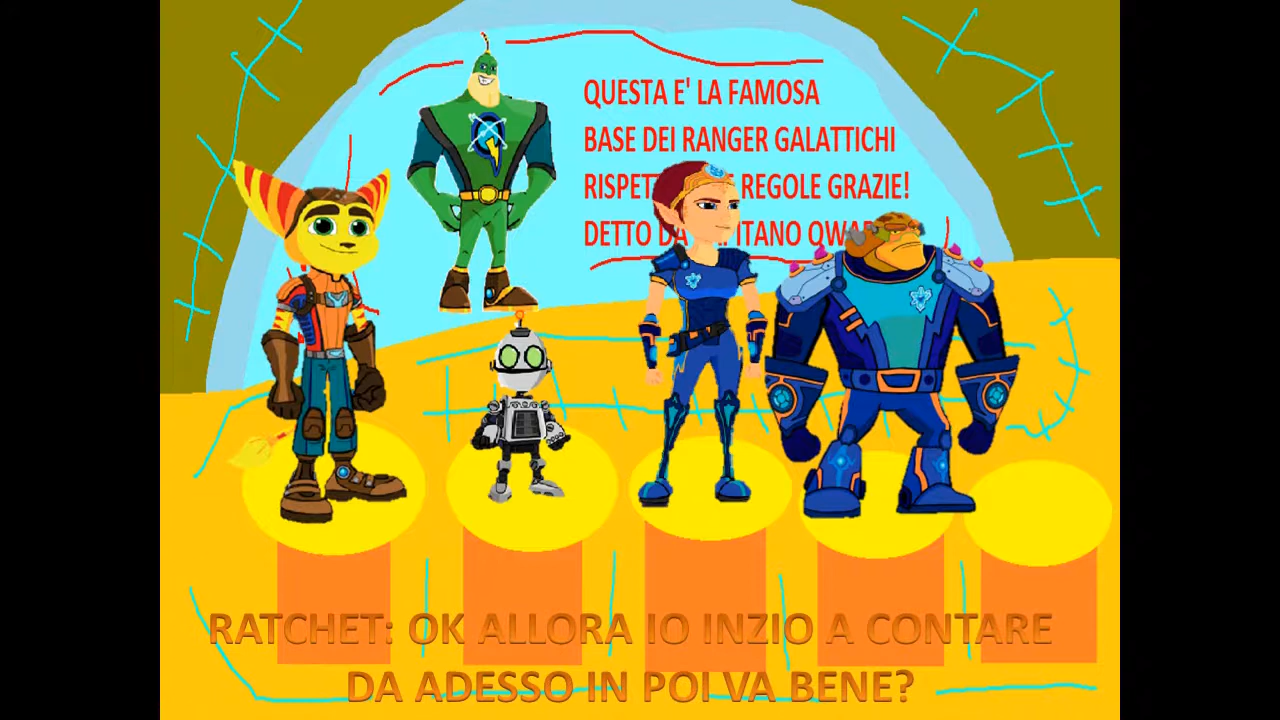 QUESTA E' LA FAMOSA
BASE DEI RANGER GALATTICHI
REGOLE GRAZIE!
DETTO
RATCHET: OK ALLORA IO INZIO A CONTARE
DA ADESSO IN POI VA BENE?